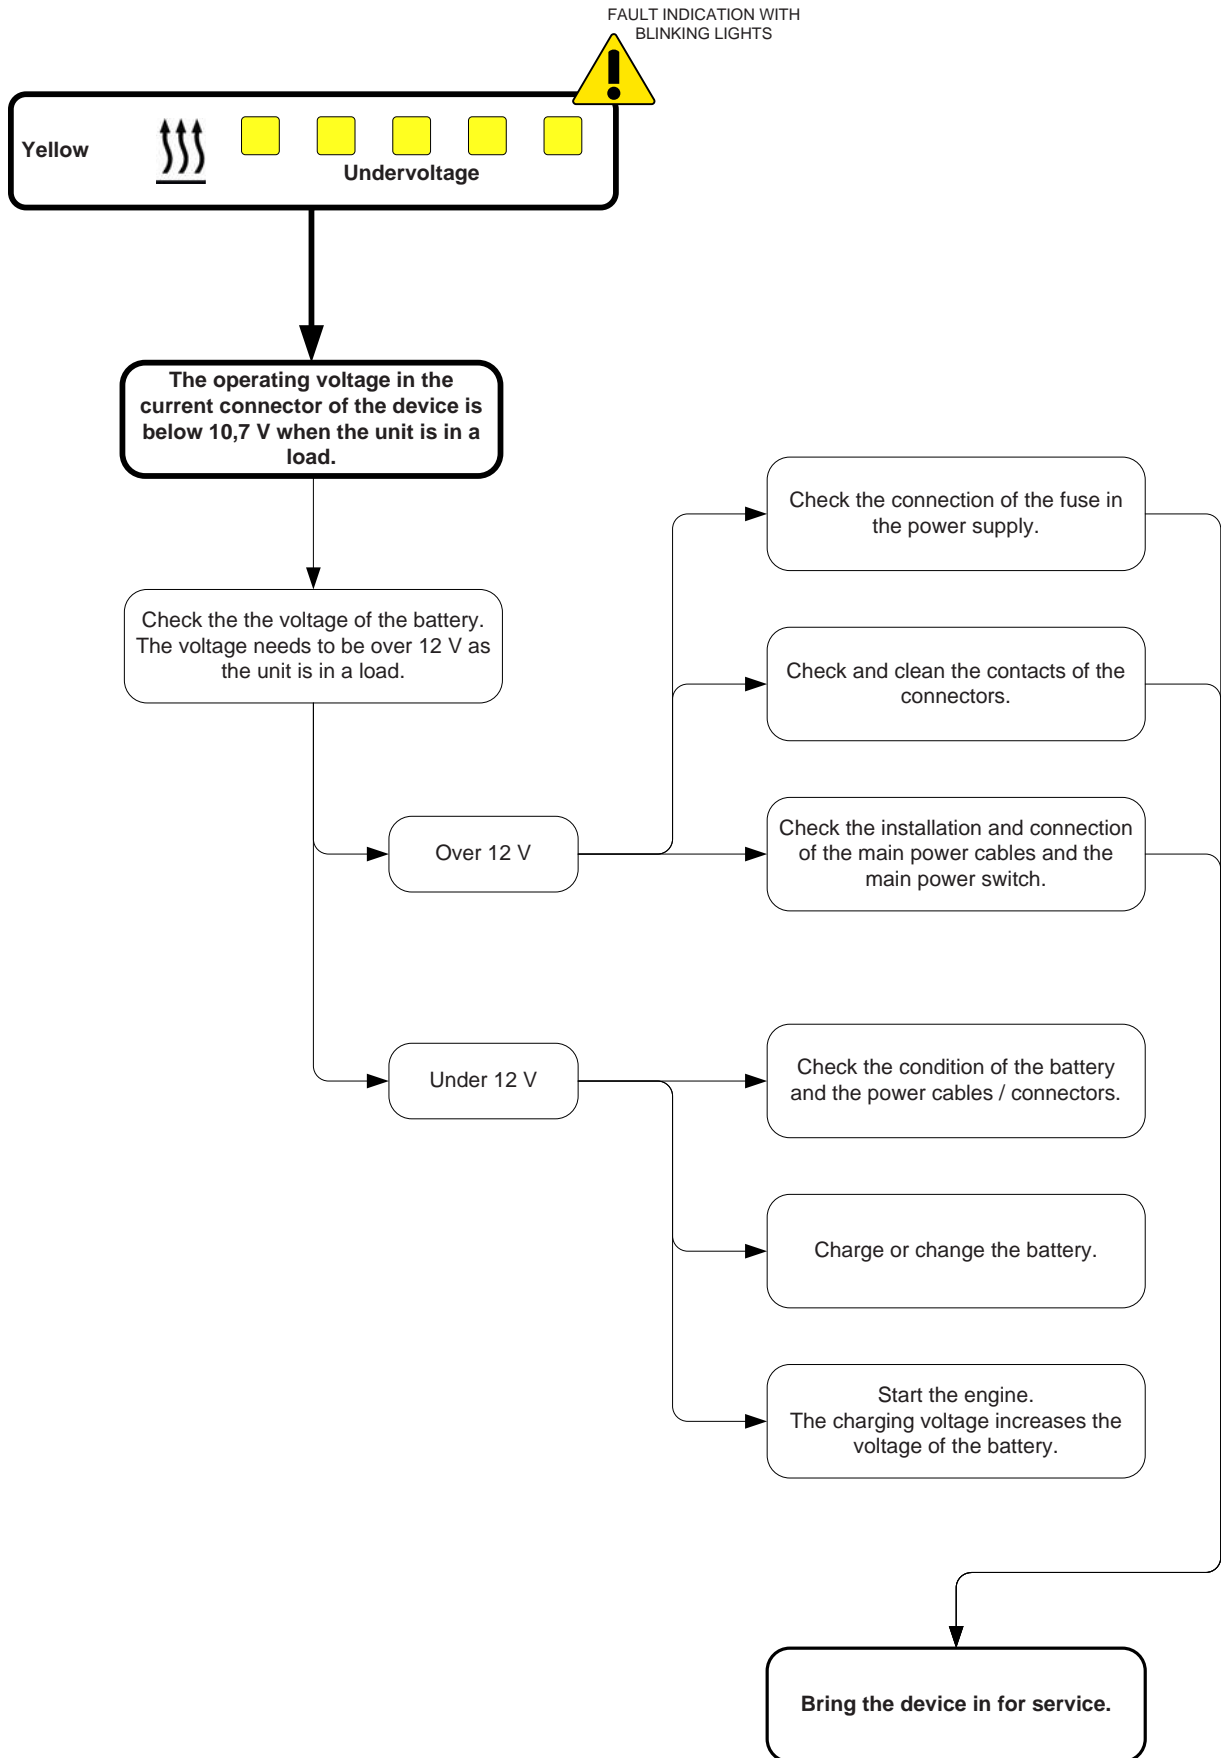 FAULT INDICATION WITH
BLINKING LIGHTS
Yellow
Undervoltage
The operating voltage in the
current connector of the device is
below 10,7 V when the unit is in a
load.
Check the the voltage of the battery.
The voltage needs to be over 12 V as
the unit is in a load.
Over 12 V
Check the connection of the fuse in
the power supply.
Check and clean the contacts of the
connectors.
Check the installation and connection
of the main power cables and the
main power switch.
Under 12 V
Check the condition of the battery
and the power cables / connectors.
Charge or change the battery.
Start the engine.
The charging voltage increases the
voltage of the battery.
Bring the device in for service.